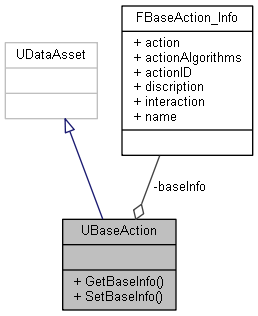 FBaseAction_Info
+ action
+ actionAlgorithms
+ actionID
+ discription
+ interaction
+ name
UDataAsset
-baseInfo
UBaseAction
+ GetBaseInfo()
+ SetBaseInfo()